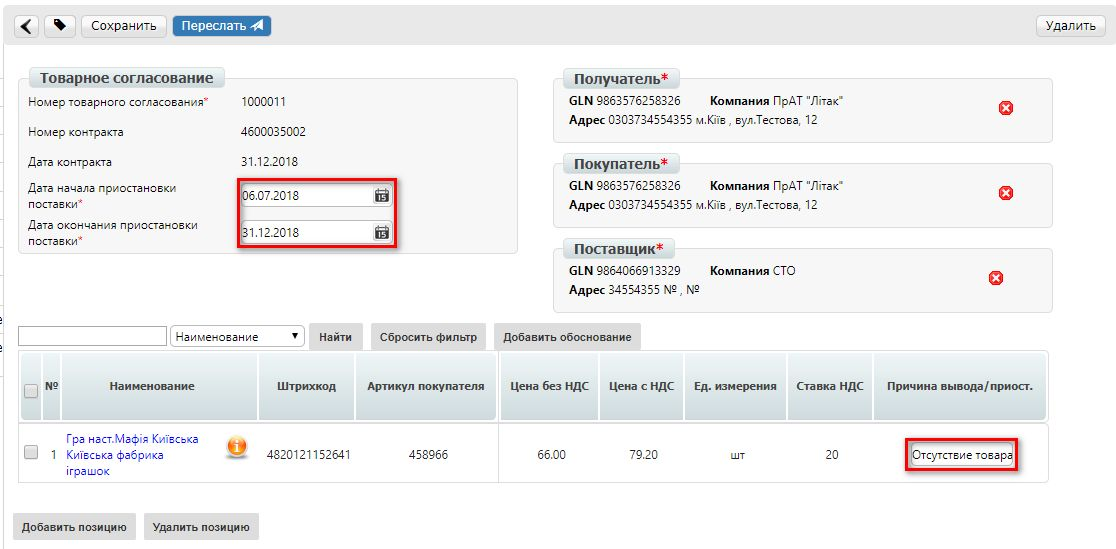 Сохранить Переслать Удалить
Товарное согласование
Номер товарного согласования* 1000011
Номер контракта 4600035002
Дата контракта 31.12.2018
Дата начала приостановки
поставки* 06.07.2018
Дата окончания приостановки
поставки* 31.12.2018
Получатель*
GLN 9863576258326 Компания ПрАТ "Літак"
Адрес 0303734554355 м.Київ , вул.Тестова, 12
Покупатель*
GLN 9863576258326 Компания ПрАТ "Літак"
Адрес 0303734554355 м.Київ , вул.Тестова, 12
Поставщик*
GLN 9864066913329 Компания СТО
Адрес 34554355 № , №
Наименование Найти Сбросить фильтр Добавить обоснование
№ Наименование Штрихкод Артикул покупателя Цена без НДС Цена с НДС Ед. измерения Ставка НДС Причина вывода/приост.
1 Гра наст.Мафія Київська
Київська фабрика
іграшок
4820121152641 458966 66.00 79.20 шт 20 Отсутствие товара
Добавить позицию Удалить позицию